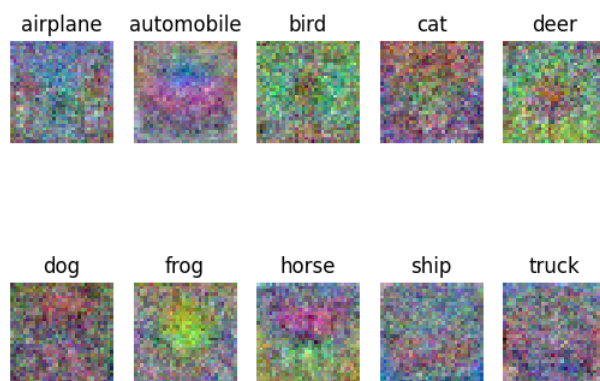 airplane automobile bird cat deer
dog frog horse ship truck